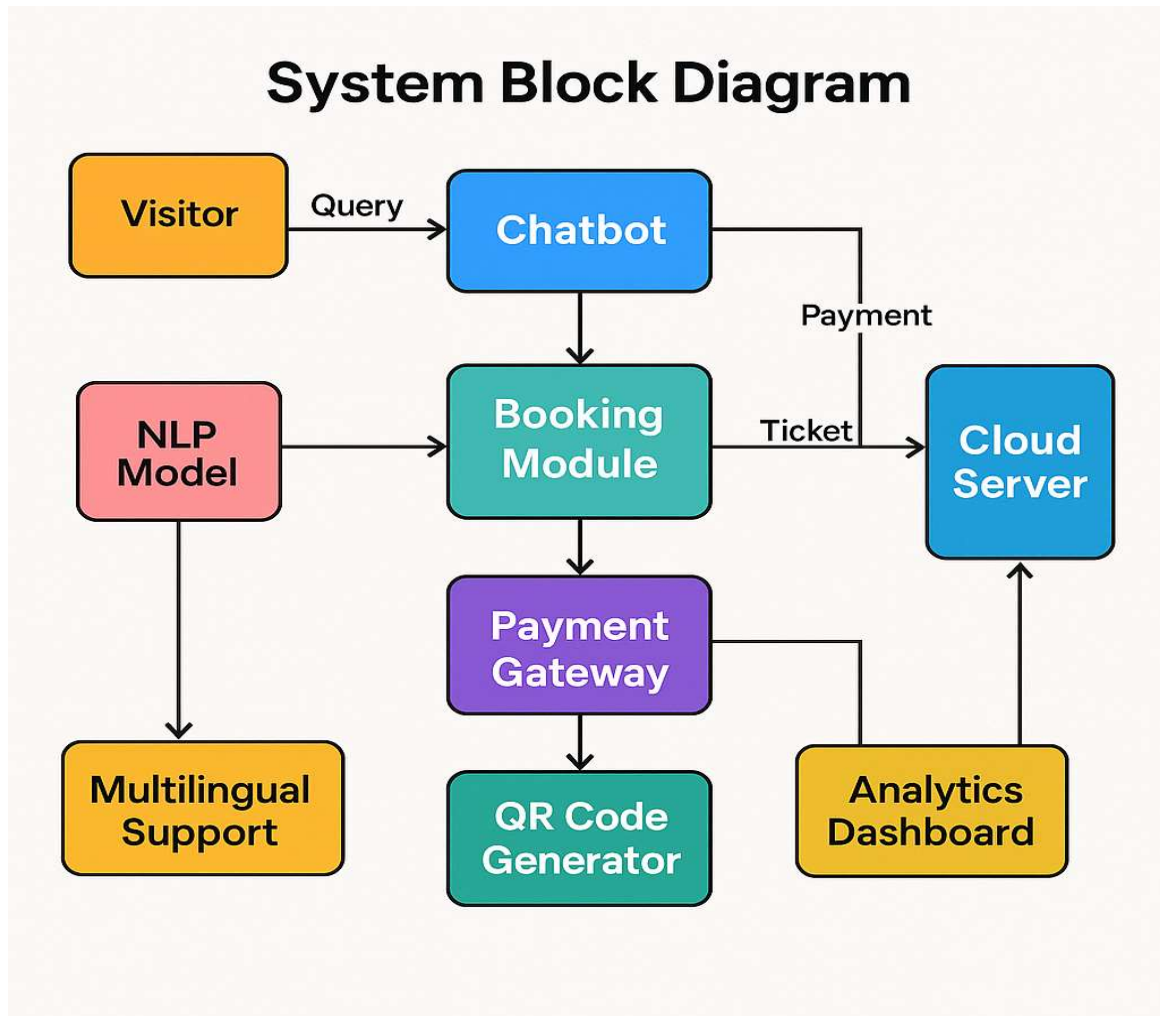 System Block Diagram
Visitor
Query
Chatbot
Payment
NLP
Model
Booking
Module
Ticket
Cloud
Server
Payment
Gateway
Multilingual
Support
QR Code
Generator
Analytics
Dashboard